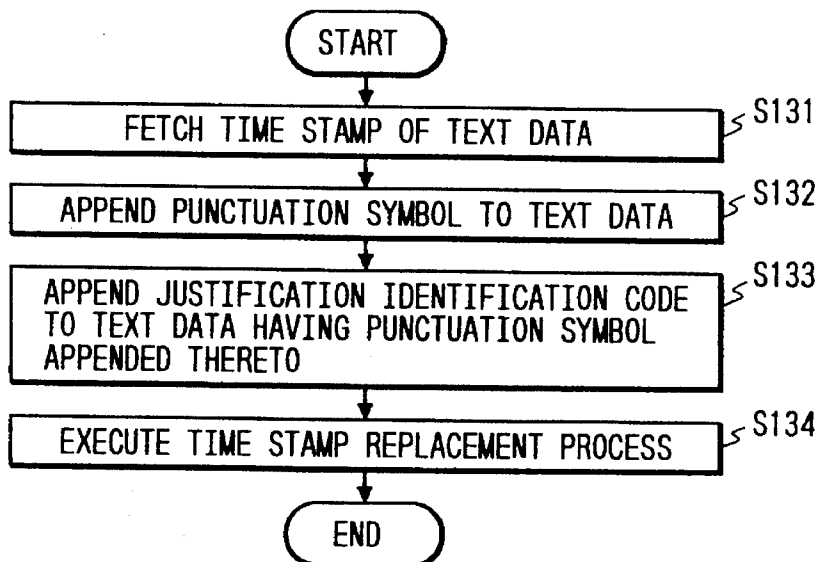 START
FETCH TIME STAMP OF TEXT DATA
S131
APPEND PUNCTUATION SYMBOL TO TEXT DATA
S132
APPEND JUSTIFICATION IDENTIFICATION CODE
TO TEXT DATA HAVING PUNCTUATION SYMBOL
APPENDED THERETO
S133
EXECUTE TIME STAMP REPLACEMENT PROCESS
S134
END